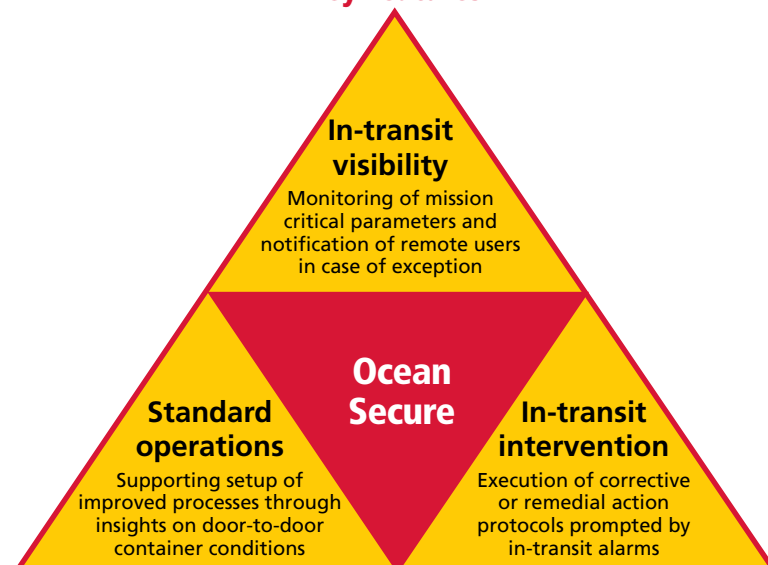 In-transit
visibility
Monitoring of mission
critical parameters and
notification of remote users
in case of exception
Ocean
Secure
Standard
operations
Supporting setup of
improved processes through
insights on door-to-door
container conditions
In-transit
intervention
Execution of corrective
or remedial action
protocols prompted by
in-transit alarms